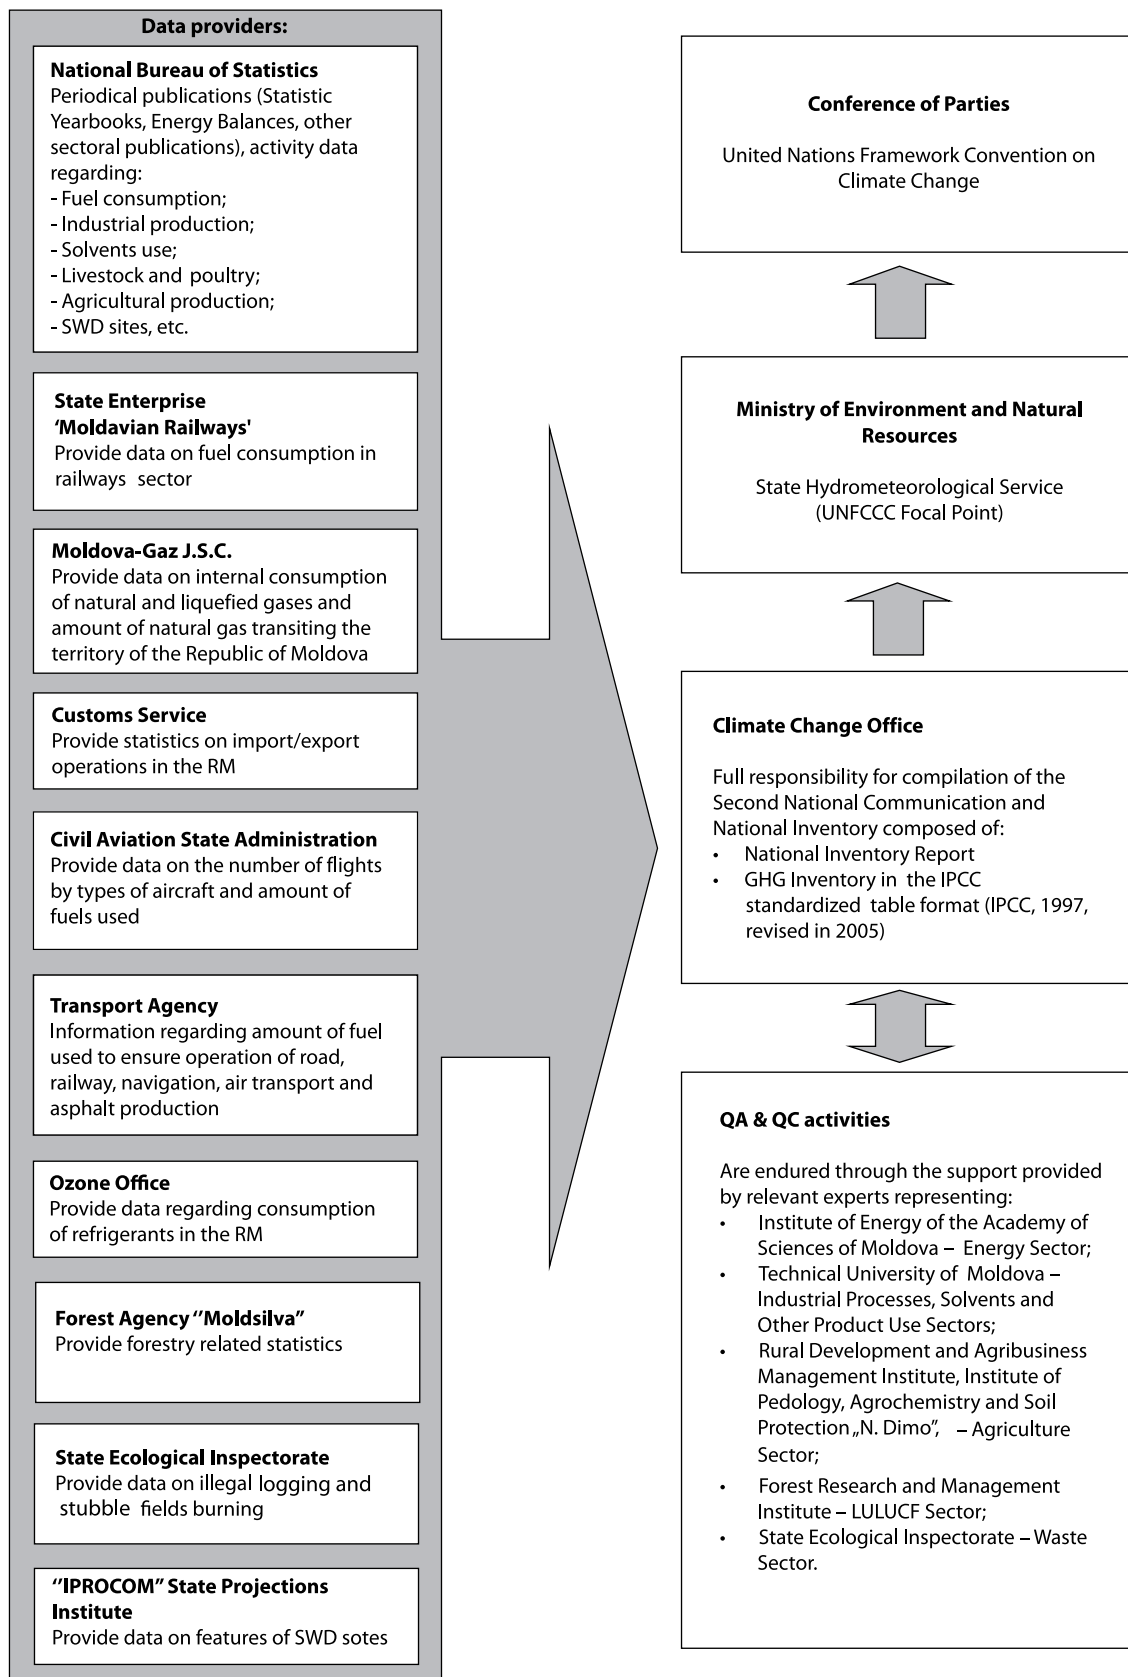 Data providers:
National Bureau of Statistics
Periodical publications (Statistic
Yearbooks, Energy Balances, other
sectoral publications), activity data
regarding:
- Fuel consumption;
- Industrial production;
- Solvents use;
- Livestock and poultry;
- Agricultural production;
- SWD sites, etc.
State Enterprise
‘Moldavian Railways'
Provide data on fuel consumption in
railways sector
Moldova-Gaz J.S.C.
Provide data on internal consumption
of natural and liquefied gases and
amount of natural gas transiting the
territory of the Republic of Moldova
Customs Service
Provide statistics on import/export
operations in the RM
Civil Aviation State Administration
Provide data on the number of flights
by types of aircraft and amount of
fuels used
Transport Agency
Information regarding amount of fuel
used to ensure operation of road,
railway, navigation, air transport and
asphalt production
Ozone Office
Provide data regarding consumption
of refrigerants in the RM
Forest Agency “Moldsilva”
Provide forestry related statistics
State Ecological Inspectorate
Provide data on illegal logging and
stubble fields burning
“IPROCOM” State Projections
Institute
Provide data on features of SWD sotes
Conference of Parties
United Nations Framework Convention on
Climate Change
Ministry of Environment and Natural
Resources
State Hydrometeorological Service
(UNFCCC Focal Point)
Climate Change Office
Full responsibility for compilation of the
Second National Communication and
National Inventory composed of:
• National Inventory Report
• GHG Inventory in the IPCC
standardized table format (IPCC, 1997,
revised in 2005)
QA & QC activities
Are endured through the support provided
by relevant experts representing:
• Institute of Energy of the Academy of
Sciences of Moldova – Energy Sector;
• Technical University of Moldova –
Industrial Processes, Solvents and
Other Product Use Sectors;
• Rural Development and Agribusiness
Management Institute, Institute of
Pedology, Agrochemistry and Soil
Protection „N. Dimo”, – Agriculture
Sector;
• Forest Research and Management
Institute – LULUCF Sector;
• State Ecological Inspectorate – Waste
Sector.